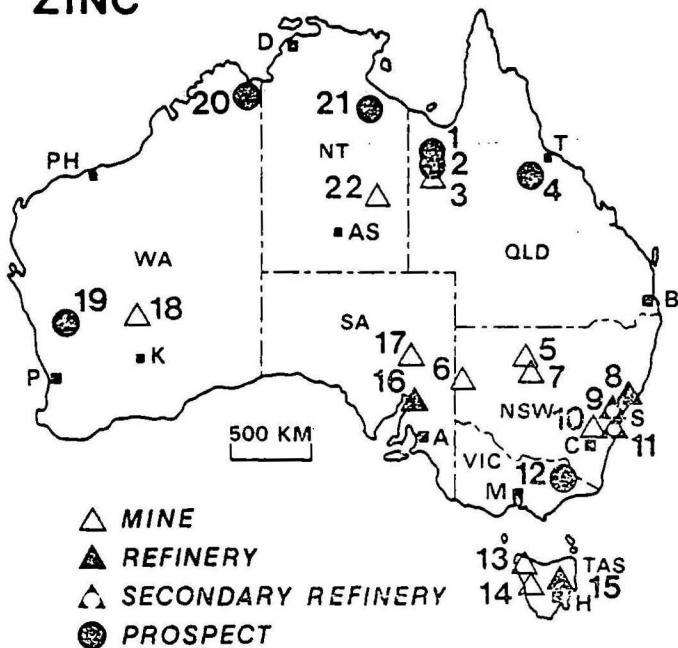 ZINC
D
20
21
1
2
3
T
4
PH
NT
22
AS
QLD
WA
B
19
18
K
P
SA
17
5
6
7
16
8
9
10
NSW
S
C
11
A
VIC
12
M
500 KM
MINE
REFINERY
SECONDARY REFINERY
PROSPECT
13
TAS
14
15
H